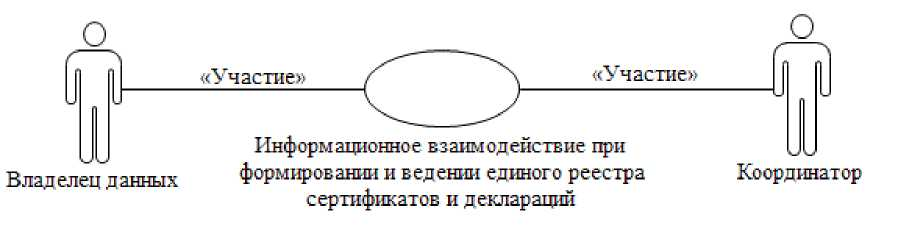 «Участие»
«Участие»
Информационное взаимодействие при
формировании и ведении единого реестра
сертификатов и деклараций
Владелец данных
Координатор